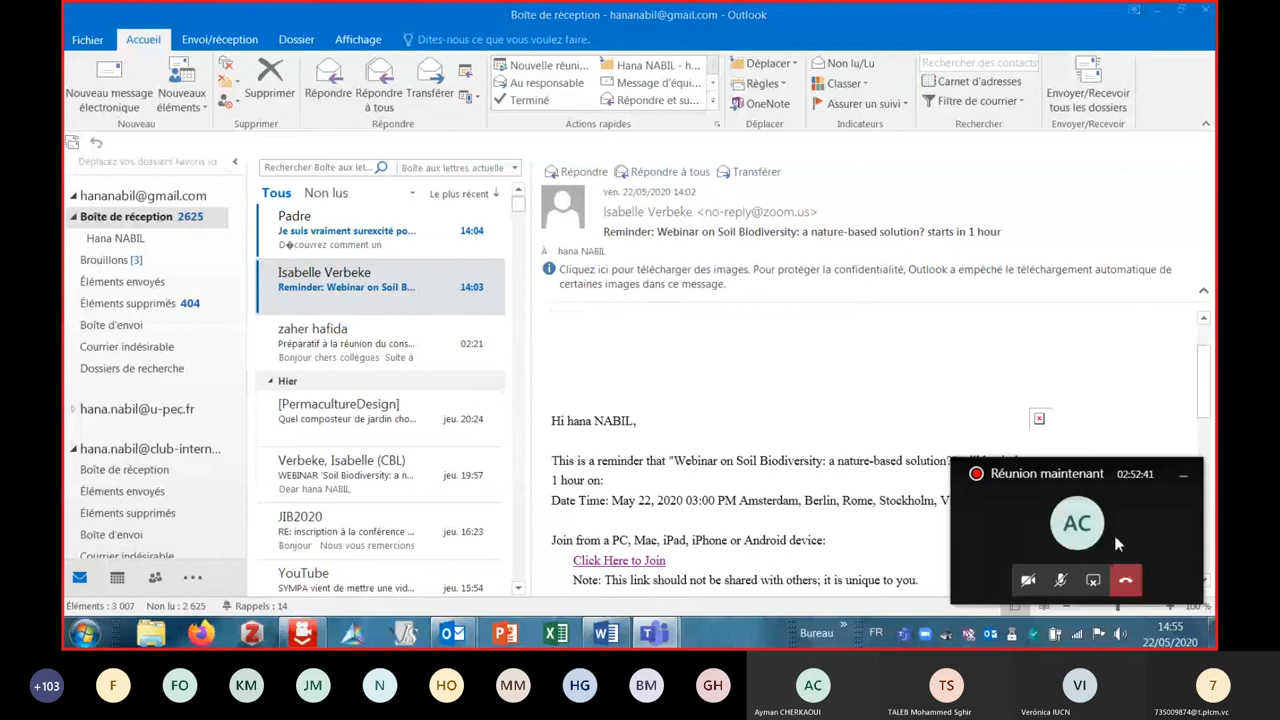 Boîte de réception - hananabil@gmail.com - Outlook
Fichier
Accueil
Envoi/réception
Dossier
Affichage
Dites-nous ce que vous voulez faire.
Nouveau message électronique
Nouveaux éléments
Supprimer
Répondre
Répondre à tous
Transférer
Nouvelle réuni...
Au responsable
Terminé
Hana NABIL - h...
Message d'équi...
Répondre et su...
Déplacer
Règles
OneNote
Non lu/Lu
Classer
Assurer un suivi
Rechercher des contacts
Carnet d'adresses
Filtre de courrier
Envoyer/Recevoir tous les dossiers
Nouveau
Supprimer
Répondre
Actions rapides
Déplacer
Indicateurs
Rechercher
Envoyer/Recevoir
Déplacez vos dossiers Favoris ici
hananabil@gmail.com
Boîte de réception 2625
Hana NABIL
Brouillons [3]
Éléments envoyés
Éléments supprimés 404
Boîte d'envoi
Courrier indésirable
Dossiers de recherche
hana.nabil@u-pec.fr
hana.nabil@club-intern...
Boîte de réception
Éléments envoyés
Éléments supprimés
Boîte d'envoi
Courrier indésirable
Rechercher Boîte aux let...
Boîte aux lettres actuelle
Tous
Non lus
Le plus récent
Padre
Je suis vraiment surexcité po... 14:04
D�couvrez comment un
Isabelle Verbeke
Reminder: Webinar on Soil B... 14:03
zaher hafida
Préparatif à la réunion du cons... 02:21
Bonjour chers collégues Suite à
Hier
[PermacultureDesign]
Quel composteur de jardin cho... jeu. 20:24
Verbeke, Isabelle (CBL)
WEBINAR 'Soil Biodiversity: a n... jeu. 19:57
Dear hana NABIL,
JIB2020
RE: inscription à la conférence ... jeu. 16:23
Bonjour Nous vous remercions
YouTube
SYMPA vient de mettre une vid... jeu. 15:54
Répondre
Répondre à tous
Transférer
ven. 22/05/2020 14:02
Isabelle Verbeke <no-reply@zoom.us>
Reminder: Webinar on Soil Biodiversity: a nature-based solution? starts in 1 hour
À hana NABIL
Cliquez ici pour télécharger des images. Pour protéger la confidentialité, Outlook a empêché le téléchargement automatique de
certaines images dans ce message.
Hi hana NABIL,
This is a reminder that "Webinar on Soil Biodiversity: a nature-based solution?
1 hour on:
Date Time: May 22, 2020 03:00 PM Amsterdam, Berlin, Rome, Stockholm, V
Join from a PC, Mac, iPad, iPhone or Android device:
Click Here to Join
Note: This link should not be shared with others; it is unique to you.
Réunion maintenant 02:52:41
AC
Éléments : 3 007 Non lu : 2 625 Rappels : 14
100 %
Bureau
FR
14:55
22/05/2020
+103
F
FO
KM
JM
N
HO
MM
HG
BM
GH
AC
Ayman CHERKAOUI
TS
TALEB Mohammed Sghir
VI
Verónica IUCN
7
735009874@t.plcm.vc